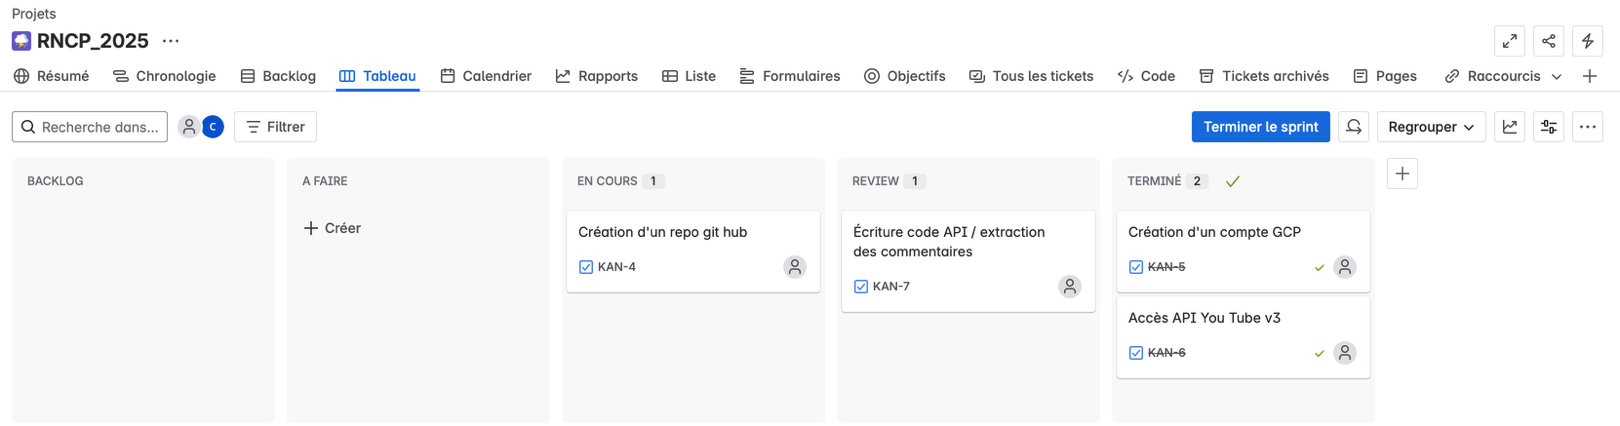 Projets
RNCP_2025
Résumé Chronologie Backlog Tableau Calendrier Rapports Liste Formulaires Objectifs Tous les tickets Code Tickets archivés Pages Raccourcis
Recherche dans... C Filtrer Terminer le sprint Regrouper
BACKLOG
A FAIRE
Créer
EN COURS 1
Création d'un repo git hub
KAN-4
REVIEW 1
Écriture code API / extraction
des commentaires
KAN-7
TERMINÉ 2
Création d'un compte GCP
KAN-5
Accès API You Tube v3
KAN-6